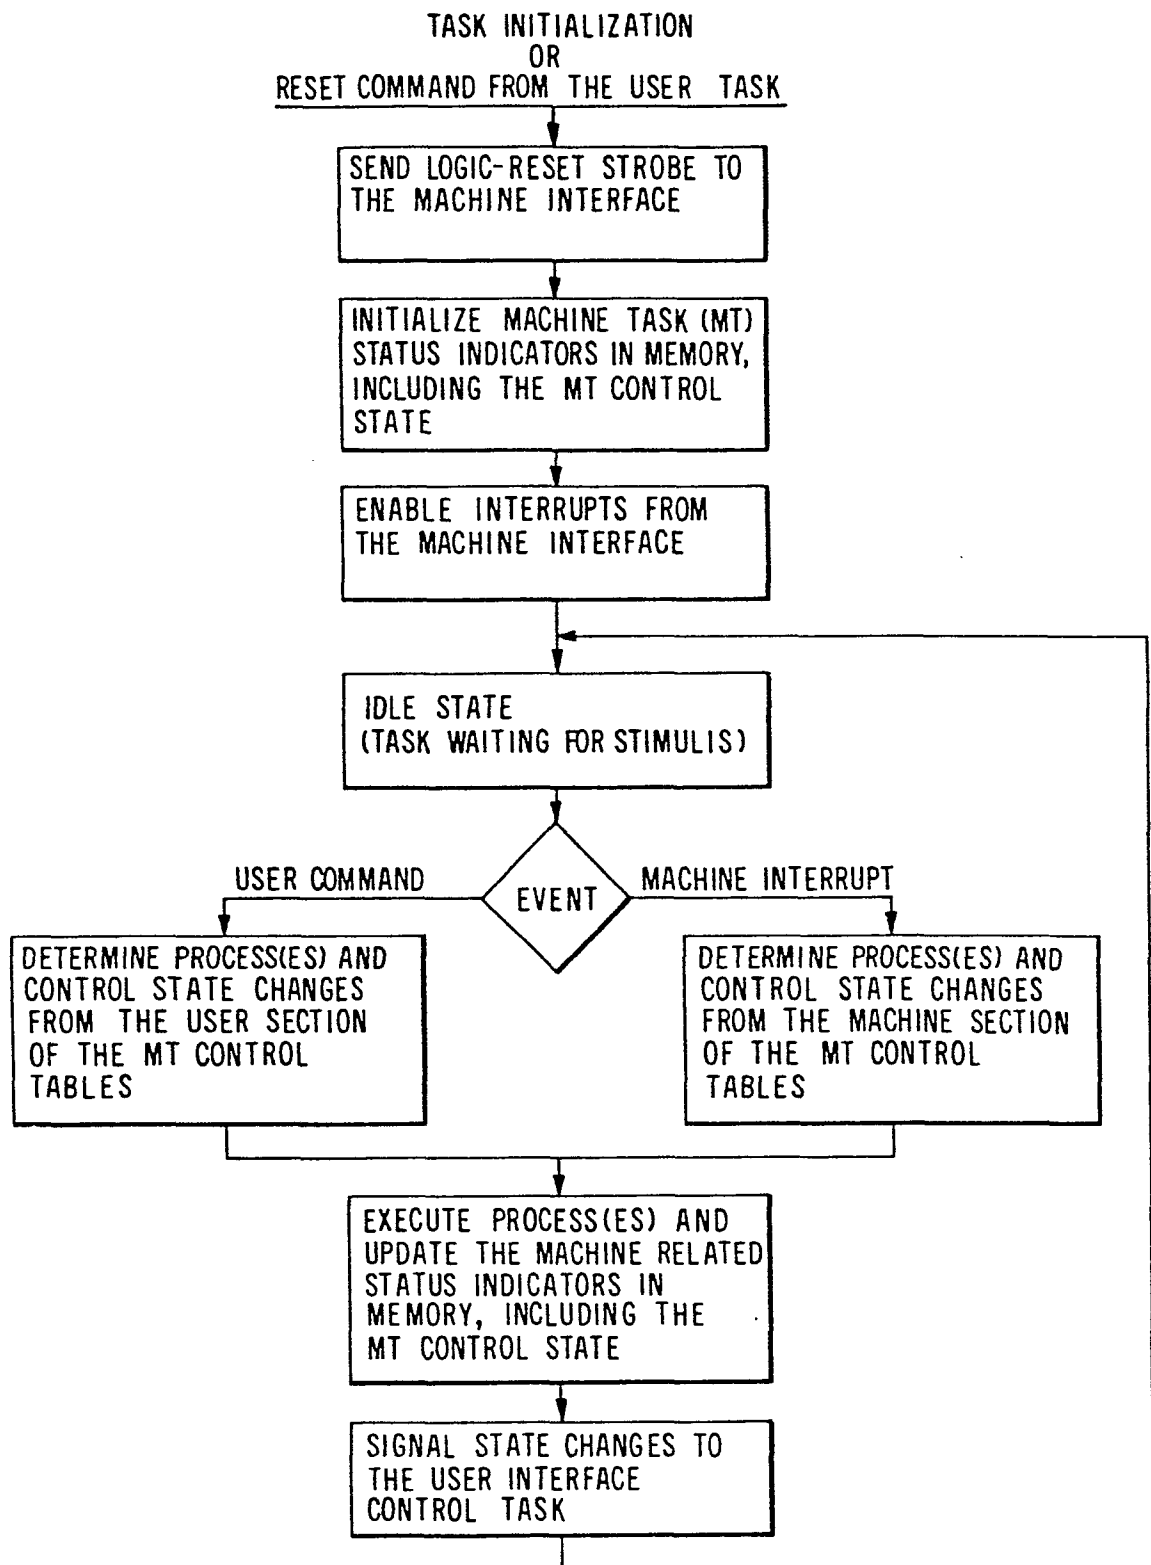 TASK INITIALIZATION
OR
RESET COMMAND FROM THE USER TASK
SEND LOGIC-RESET STROBE TO
THE MACHINE INTERFACE
INITIALIZE MACHINE TASK (MT)
STATUS INDICATORS IN MEMORY,
INCLUDING THE MT CONTROL
STATE
ENABLE INTERRUPTS FROM
THE MACHINE INTERFACE
IDLE STATE
(TASK WAITING FOR STIMULIS)
EVENT
USER COMMAND
MACHINE INTERRUPT
DETERMINE PROCESS(ES) AND
CONTROL STATE CHANGES
FROM THE USER SECTION
OF THE MT CONTROL
TABLES
DETERMINE PROCESS(ES) AND
CONTROL STATE CHANGES
FROM THE MACHINE SECTION
OF THE MT CONTROL
TABLES
EXECUTE PROCESS(ES) AND
UPDATE THE MACHINE RELATED
STATUS INDICATORS IN
MEMORY, INCLUDING THE
MT CONTROL STATE
SIGNAL STATE CHANGES TO
THE USER INTERFACE
CONTROL TASK